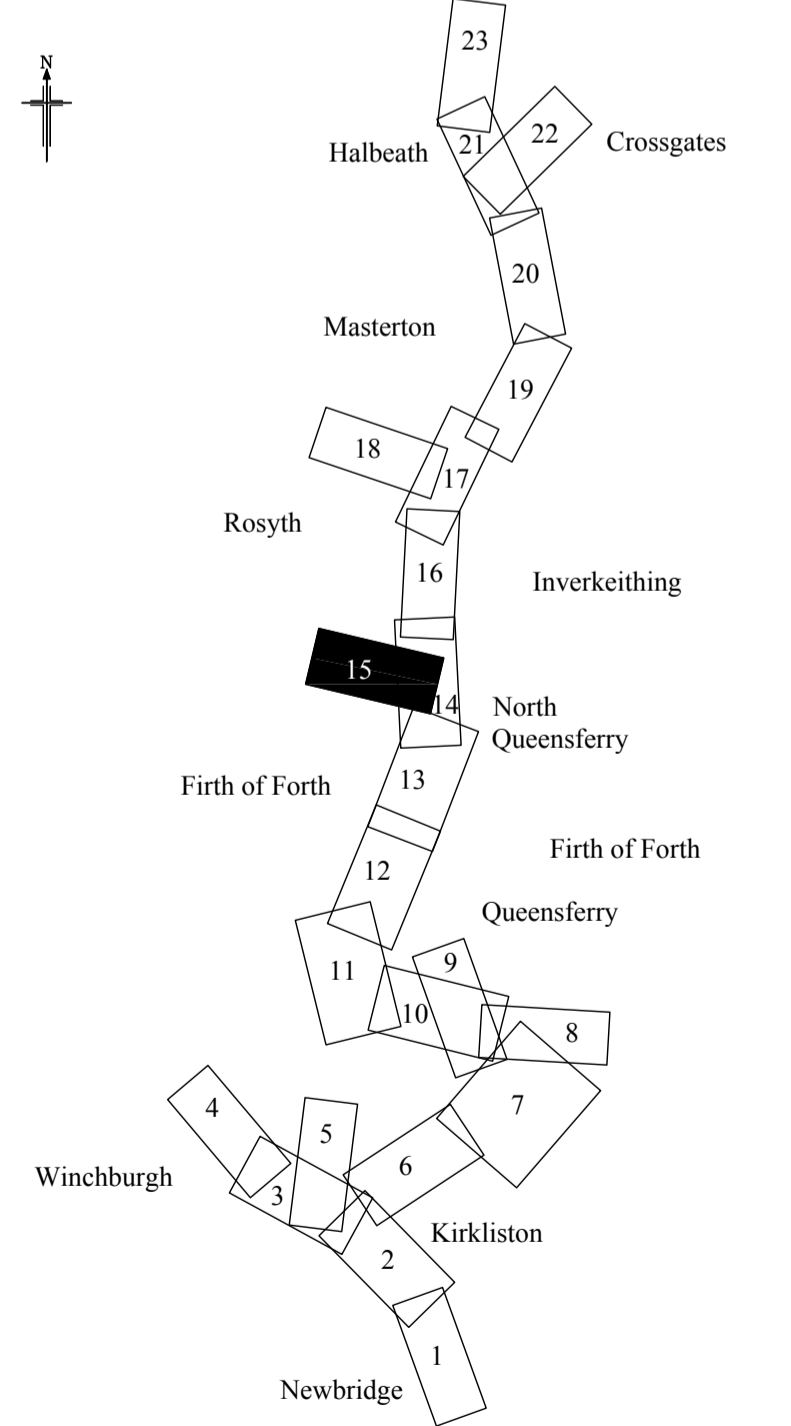 23
N
22
Crossgates
21
Halbeath
20
Masterton
19
18
17
Rosyth
16
Inverkeithing
15
14
North
Queensferry
13
Firth of Forth
Firth of Forth
12
Queensferry
9
11
10
8
7
4
5
6
Winchburgh
3
Kirkliston
2
1
Newbridge